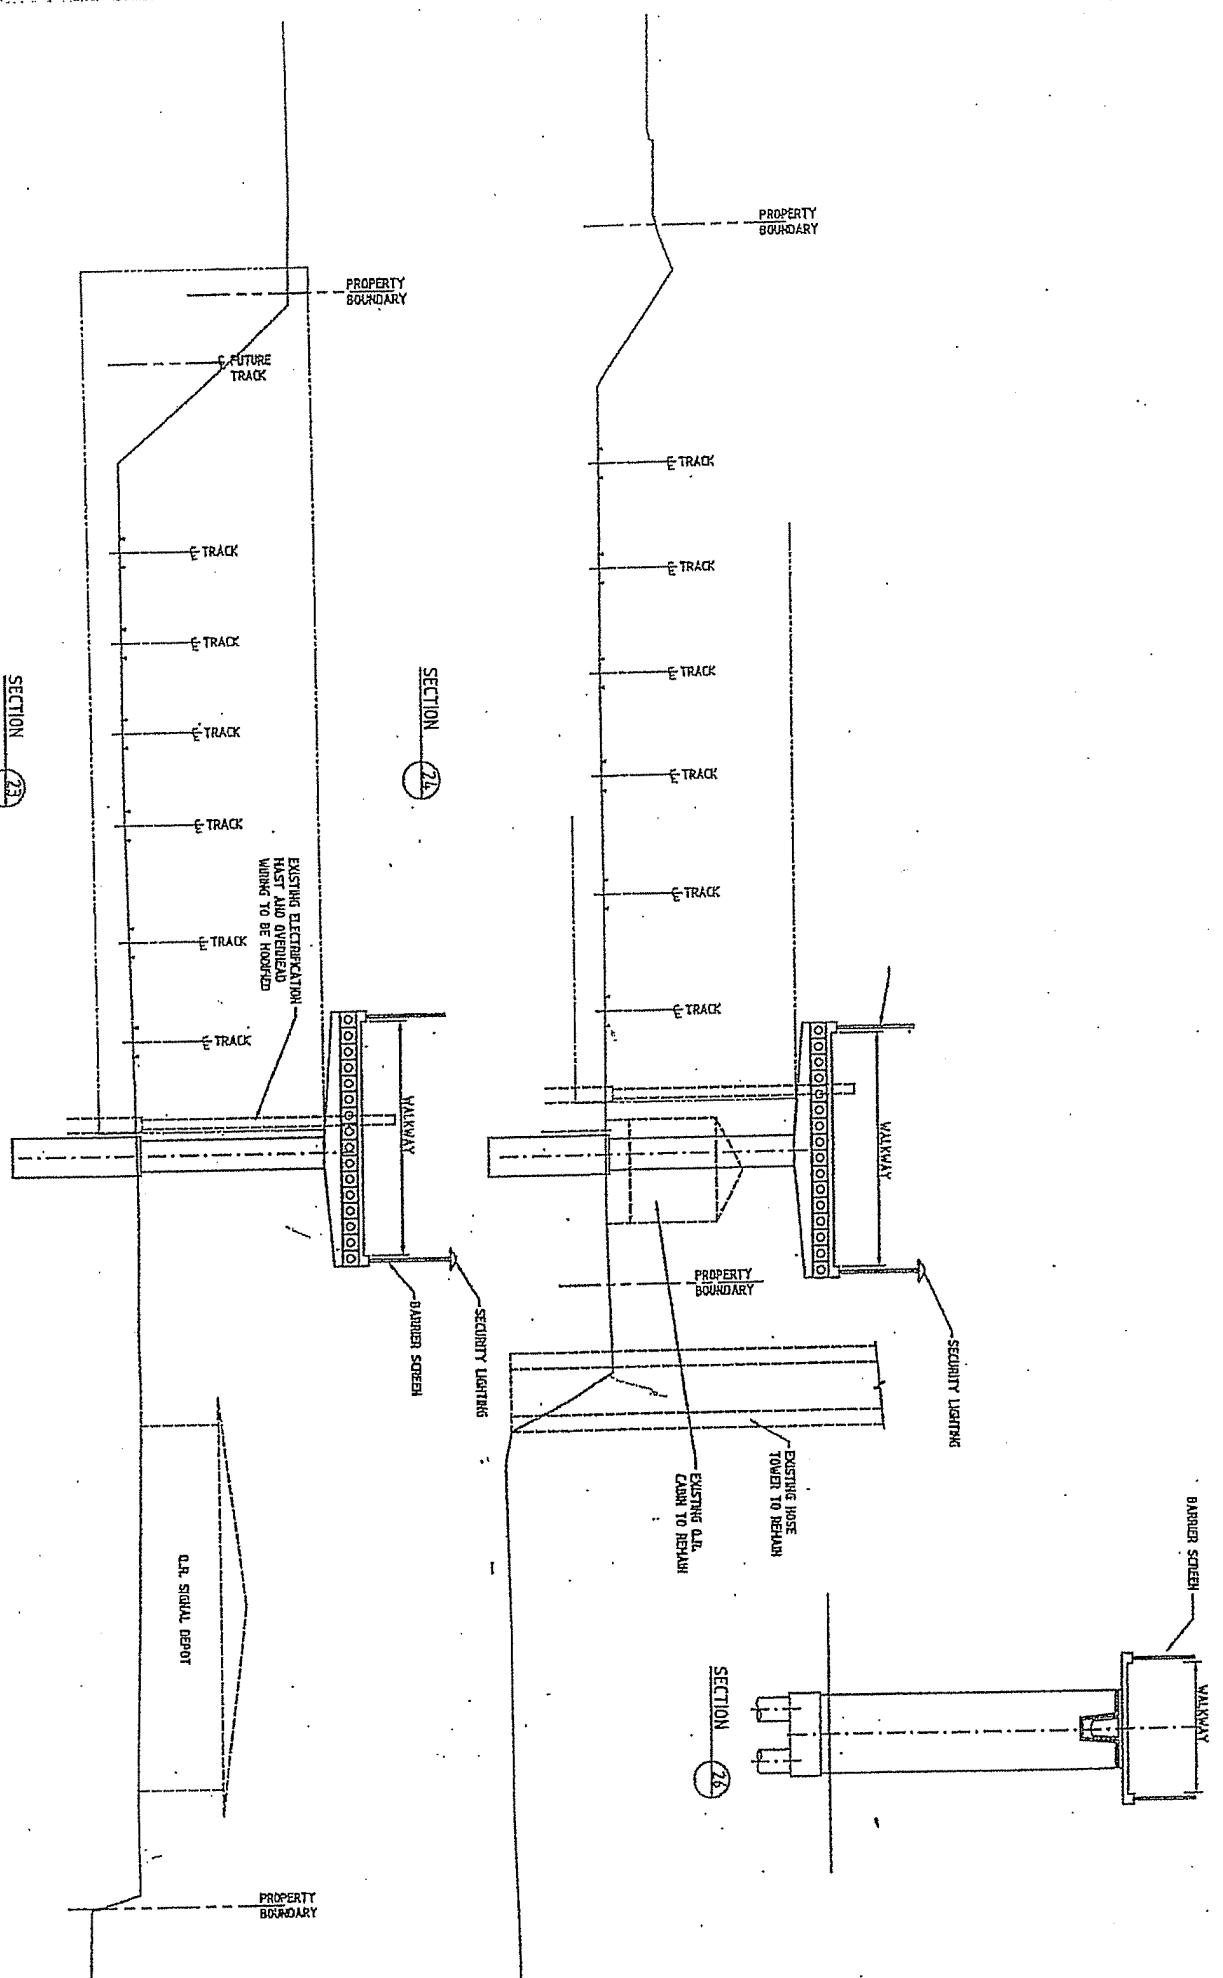 PROPERTY
BOUNDARY
TRACK
TRACK
TRACK
TRACK
TRACK
TRACK
WALKWAY
SECURITY LIGHTING
PROPERTY
BOUNDARY
EXISTING HOSE
TOWER TO REMAIN
EXISTING Q.R.
CABIN TO REMAIN
SECTION
24
PROPERTY
BOUNDARY
FUTURE
TRACK
TRACK
TRACK
TRACK
TRACK
TRACK
TRACK
EXISTING ELECTRIFICATION
MAST AND OVERHEAD
WIRING TO BE MODIFIED
WALKWAY
SECURITY LIGHTING
BARRIER SCREEN
Q.R. SIGNAL DEPOT
PROPERTY
BOUNDARY
SECTION
23
BARRIER SCREEN
WALKWAY
SECTION
26